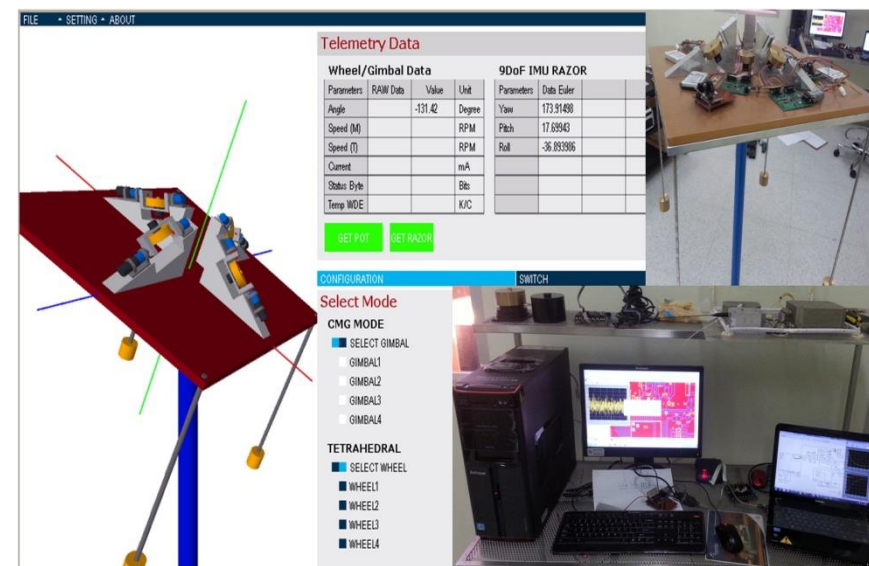 FILE • SETTING • ABOUT
Telemetry Data
Wheel/Gimbal Data
Parameters RAW Data Value Unit
Angle -131.42 Degree
Speed (M) RPM
Speed (T) RPM
Current mA
Status Byte Bits
Temp WDE K/C
9DoF IMU RAZOR
Parameters Data Euler
Yaw 173.91498
Pitch 17.69943
Roll -36.893986
GET POT GET RAZOR
CONFIGURATION SWITCH
Select Mode
CMG MODE
SELECT GIMBAL
GIMBAL1
GIMBAL2
GIMBAL3
GIMBAL4
TETRAHEDRAL
SELECT WHEEL
WHEEL1
WHEEL2
WHEEL3
WHEEL4